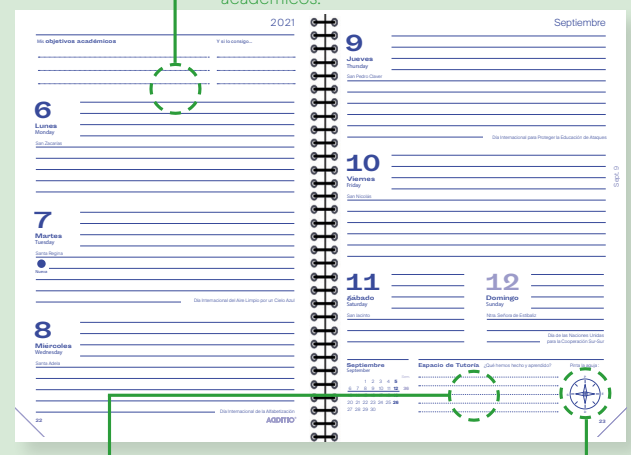 académicos.
2021
Mis objetivos académicos
Y si lo consigo...
6
Lunes
Monday
San Zacarías
7
Martes
Tuesday
Santa Regina
Nueva
Día Internacional del Aire Limpio por un Cielo Azul
8
Miércoles
Wednesday
Santa Adela
Día Internacional de la Alfabetización
22
ADDITIO
Septiembre
9
Jueves
Thursday
San Pedro Claver
Día Internacional para Proteger la Educación de Ataques
10
Viernes
Friday
San Nicolás
Sept. 9
11
Sábado
Saturday
San Jacinto
12
Domingo
Sunday
Ntra. Señora de Estíbaliz
Día de las Naciones Unidas
para la Cooperación Sur-Sur
Septiembre
September
1 2 3 4 5
6 7 8 9 10 11 12
20 21 22 23 24 25 26
27 28 29 30
Espacio de Tutoría ¿Qué hemos hecho y aprendido?
Pinta la aguja:
23